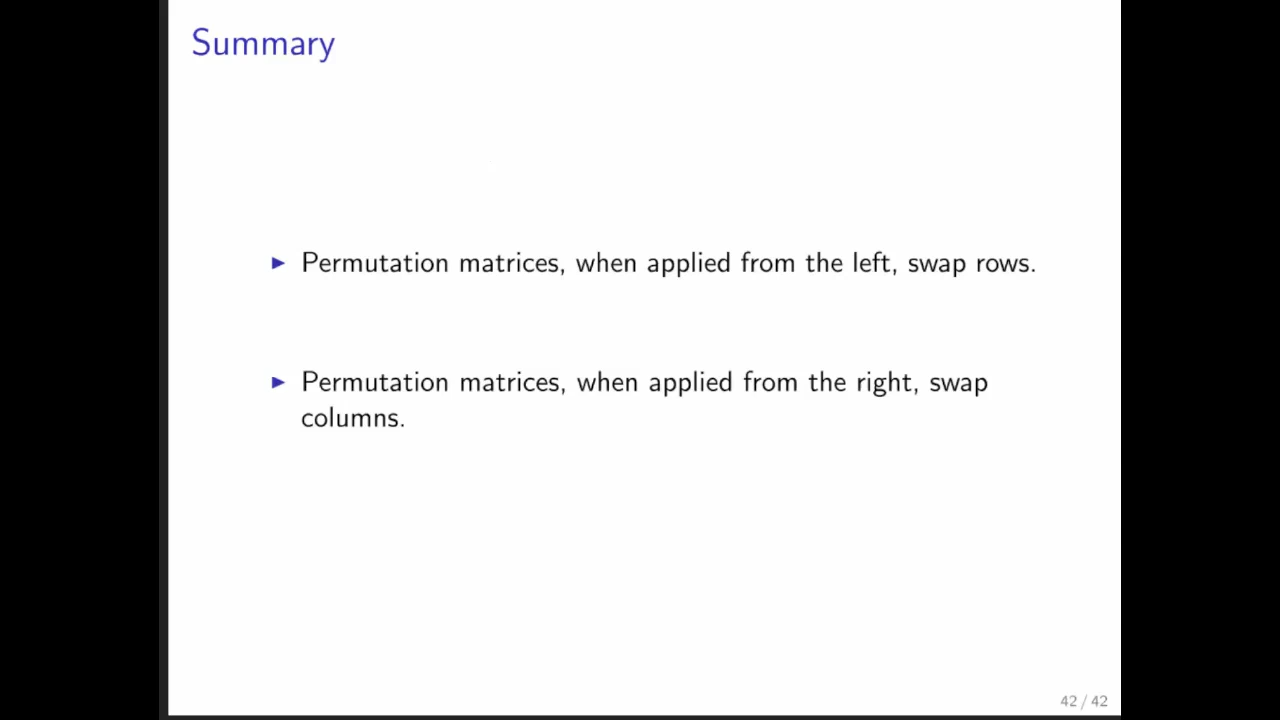 Summary
▶ Permutation matrices, when applied from the left, swap rows.
▶ Permutation matrices, when applied from the right, swap
columns.
42 / 42